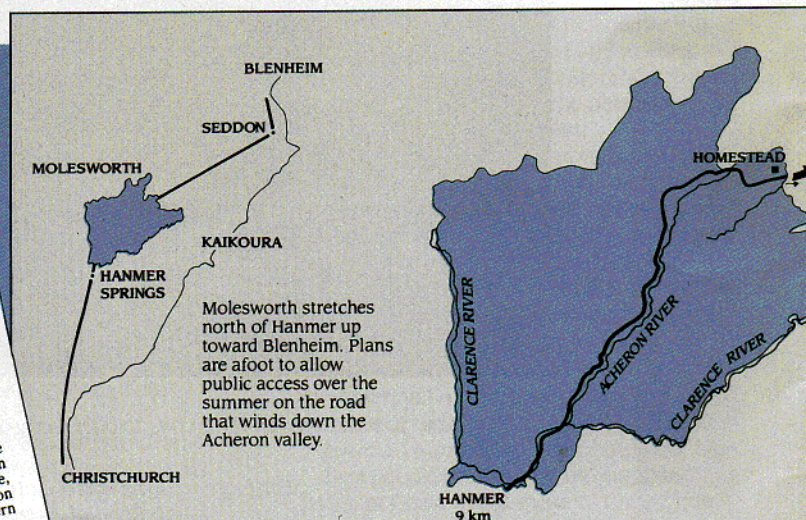 BLENHEIM
SEDDON
MOLESWORTH
KAIKOURA
HANMER
SPRINGS
Molesworth stretches
north of Hanmer up
toward Blenheim. Plans
are afoot to allow
public access over the
summer on the road
that winds down the
Acheron valley.
CHRISTCHURCH
HOMESTEAD
CLARENCE RIVER
ACHERON RIVER
CLARENCE RIVER
HANMER
9 km